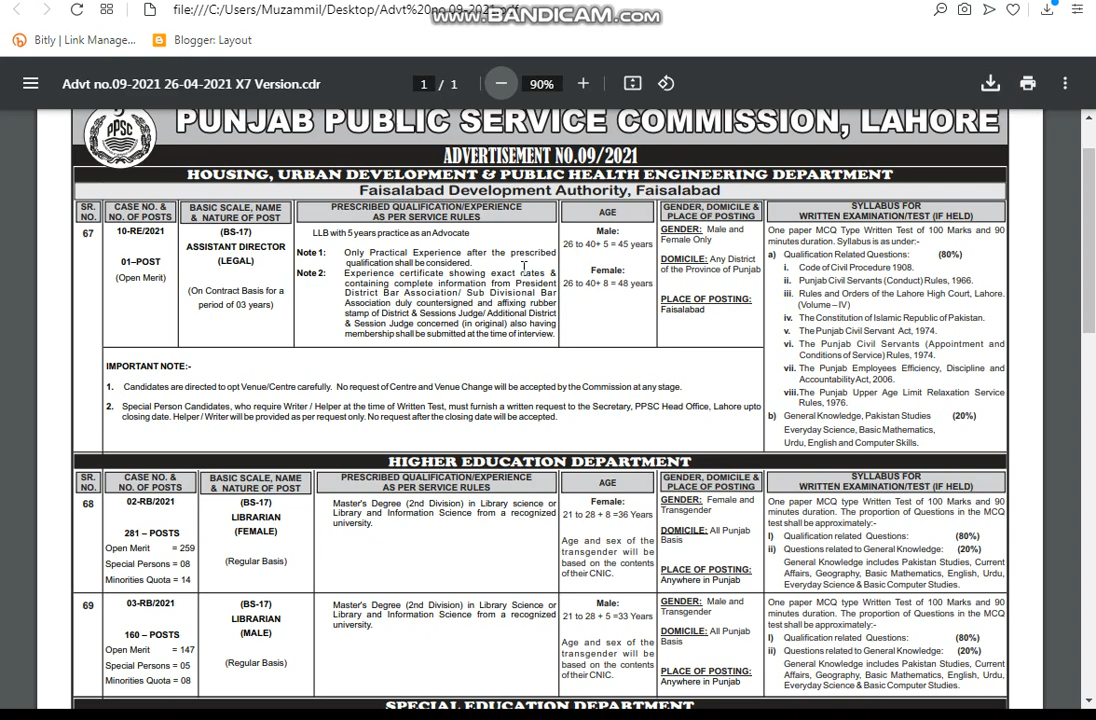 file:///C:/Users/Muzammil/Desktop/Advt%20no.09-2021.pdf
www.BANDICAM.com
Bitly | Link Manage...
Blogger: Layout
Advt no.09-2021 26-04-2021 X7 Version.cdr
1 / 1
90%
PPSC
PUNJAB PUBLIC SERVICE COMMISSION, LAHORE
ADVERTISEMENT NO.09/2021
HOUSING, URBAN DEVELOPMENT & PUBLIC HEALTH ENGINEERING DEPARTMENT
Faisalabad Development Authority, Faisalabad
SR. NO.
CASE NO. & NO. OF POSTS
BASIC SCALE, NAME & NATURE OF POST
PRESCRIBED QUALIFICATION/EXPERIENCE AS PER SERVICE RULES
AGE
GENDER, DOMICILE & PLACE OF POSTING
SYLLABUS FOR WRITTEN EXAMINATION/TEST (IF HELD)
67
10-RE/2021
01–POST
(Open Merit)
(BS-17)
ASSISTANT DIRECTOR
(LEGAL)
(On Contract Basis for a
period of 03 years)
LLB with 5 years practice as an Advocate
Note 1: Only Practical Experience after the prescribed
qualification shall be considered.
Note 2: Experience certificate showing exact dates &
containing complete information from President
District Bar Association/ Sub Divisional Bar
Association duly countersigned and affixing rubber
stamp of District & Sessions Judge/ Additional District
& Session Judge concerned (in original) also having
membership shall be submitted at the time of interview.
Male:
26 to 40+ 5 = 45 years
Female:
26 to 40+ 8 = 48 years
GENDER: Male and
Female Only
DOMICILE: Any District
of the Province of Punjab
PLACE OF POSTING:
Faisalabad
One paper MCQ Type Written Test of 100 Marks and 90
minutes duration. Syllabus is as under:-
a) Qualification Related Questions: (80%)
i. Code of Civil Procedure 1908.
ii. Punjab Civil Servants (Conduct) Rules, 1966.
iii. Rules and Orders of the Lahore High Court, Lahore.
(Volume – IV)
iv. The Constitution of Islamic Republic of Pakistan.
v. The Punjab Civil Servant Act, 1974.
vi. The Punjab Civil Servants (Appointment and
Conditions of Service) Rules, 1974.
vii. The Punjab Employees Efficiency, Discipline and
Accountability Act, 2006.
viii. The Punjab Upper Age Limit Relaxation Service
Rules, 1976.
b) General Knowledge, Pakistan Studies (20%)
Everyday Science, Basic Mathematics,
Urdu, English and Computer Skills.
IMPORTANT NOTE:-
1. Candidates are directed to opt Venue/Centre carefully. No request of Centre and Venue Change will be accepted by the Commission at any stage.
2. Special Person Candidates, who require Writer / Helper at the time of Written Test, must furnish a written request to the Secretary, PPSC Head Office, Lahore upto
closing date. Helper / Writer will be provided as per request only. No request after the closing date will be accepted.
HIGHER EDUCATION DEPARTMENT
SR. NO.
CASE NO. & NO. OF POSTS
BASIC SCALE, NAME & NATURE OF POST
PRESCRIBED QUALIFICATION/EXPERIENCE AS PER SERVICE RULES
AGE
GENDER, DOMICILE & PLACE OF POSTING
SYLLABUS FOR WRITTEN EXAMINATION/TEST (IF HELD)
68
02-RB/2021
281 – POSTS
Open Merit = 259
Special Persons = 08
Minorities Quota = 14
(BS-17)
LIBRARIAN
(FEMALE)
(Regular Basis)
Master's Degree (2nd Division) in Library science or
Library and Information Science from a recognized
university.
Female:
21 to 28 + 8 =36 Years
Age and sex of the
transgender will be
based on the contents
of their CNIC.
GENDER: Female and
Transgender
DOMICILE: All Punjab
Basis
PLACE OF POSTING:
Anywhere in Punjab
One paper MCQ type Written Test of 100 Marks and 90
minutes duration. The proportion of Questions in the MCQ
test shall be approximately:-
I) Qualification related Questions: (80%)
ii) Questions related to General Knowledge: (20%)
General Knowledge includes Pakistan Studies, Current
Affairs, Geography, Basic Mathematics, English, Urdu,
Everyday Science & Basic Computer Studies.
69
03-RB/2021
160 – POSTS
Open Merit = 147
Special Persons = 05
Minorities Quota = 08
(BS-17)
LIBRARIAN
(MALE)
(Regular Basis)
Master's Degree (2nd Division) in Library Science or
Library and Information Science from a recognized
university.
Male:
21 to 28 + 5 =33 Years
Age and sex of the
transgender will be
based on the contents
of their CNIC.
GENDER: Male and
Transgender
DOMICILE: All Punjab
Basis
PLACE OF POSTING:
Anywhere in Punjab
One paper MCQ type Written Test of 100 Marks and 90
minutes duration. The proportion of Questions in the MCQ
test shall be approximately:-
I) Qualification related Questions: (80%)
ii) Questions related to General Knowledge: (20%)
General Knowledge includes Pakistan Studies, Current
Affairs, Geography, Basic Mathematics, English, Urdu,
Everyday Science & Basic Computer Studies.
SPECIAL EDUCATION DEPARTMENT